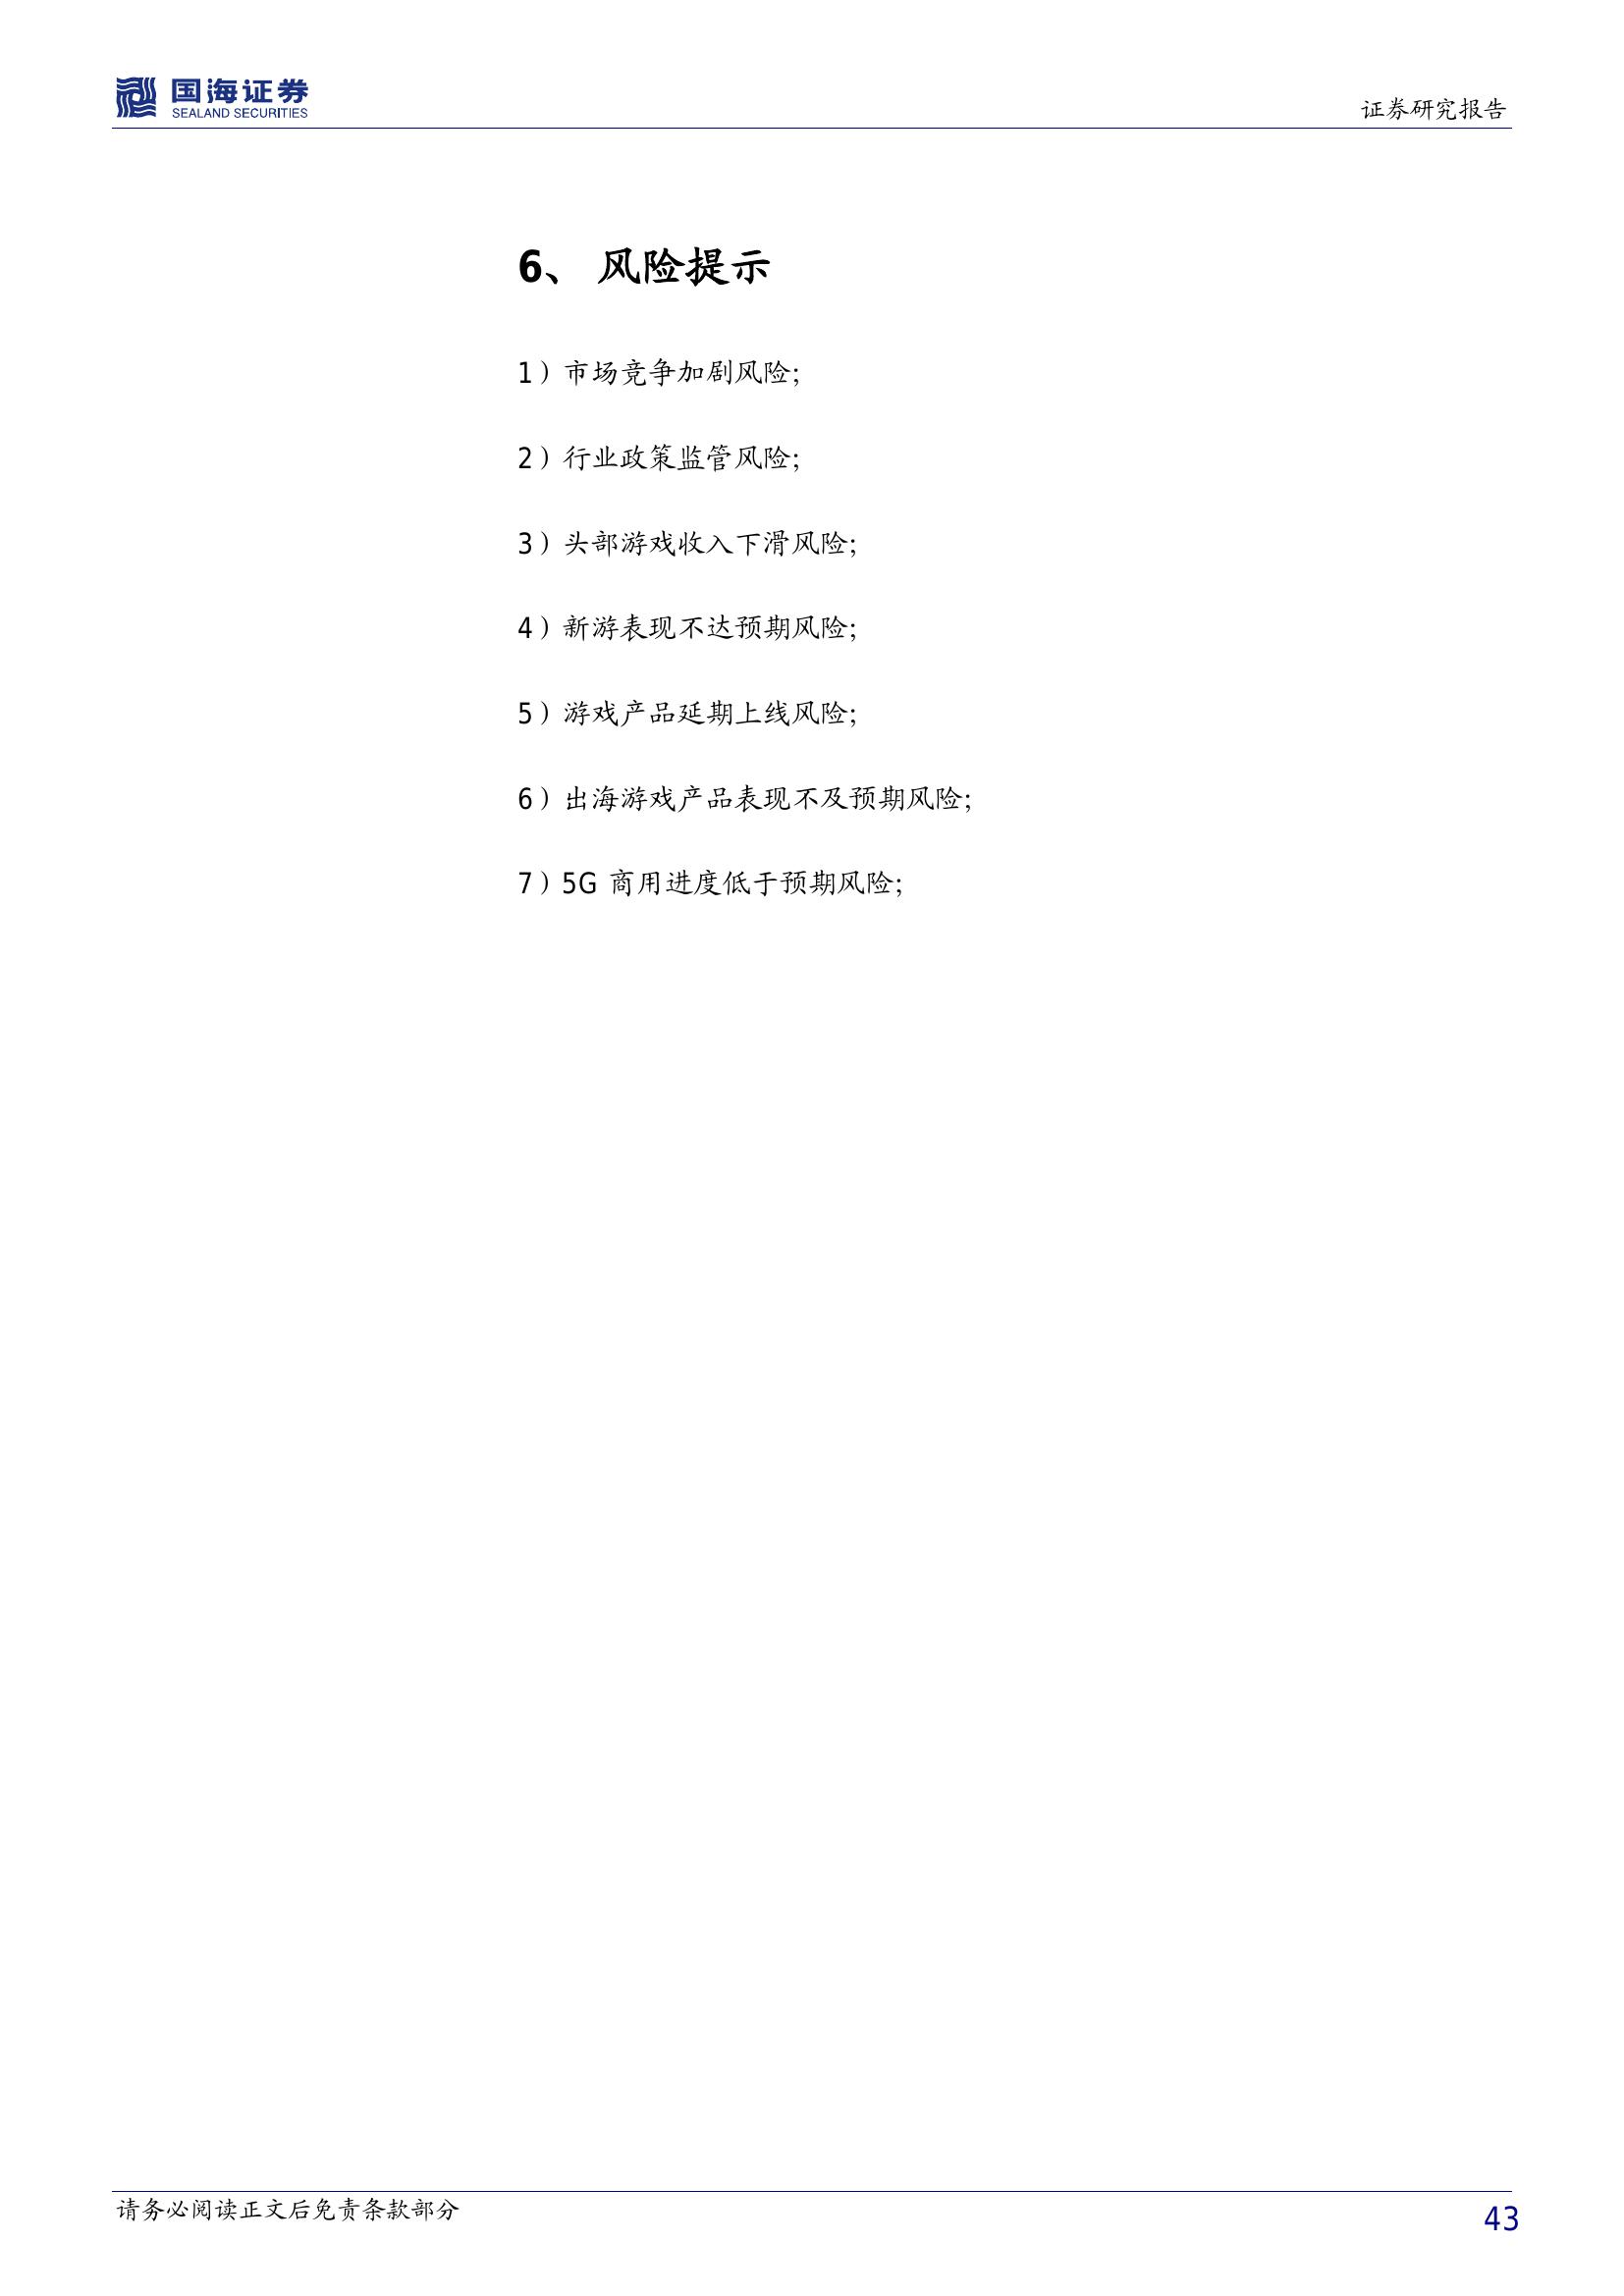 国海证券
SEALAND SECURITIES
证券研究报告
6、 风险提示
1）市场竞争加剧风险;
2）行业政策监管风险;
3）头部游戏收入下滑风险;
4）新游表现不达预期风险;
5）游戏产品延期上线风险;
6）出海游戏产品表现不及预期风险;
7）5G 商用进度低于预期风险;
请务必阅读正文后免责条款部分
43